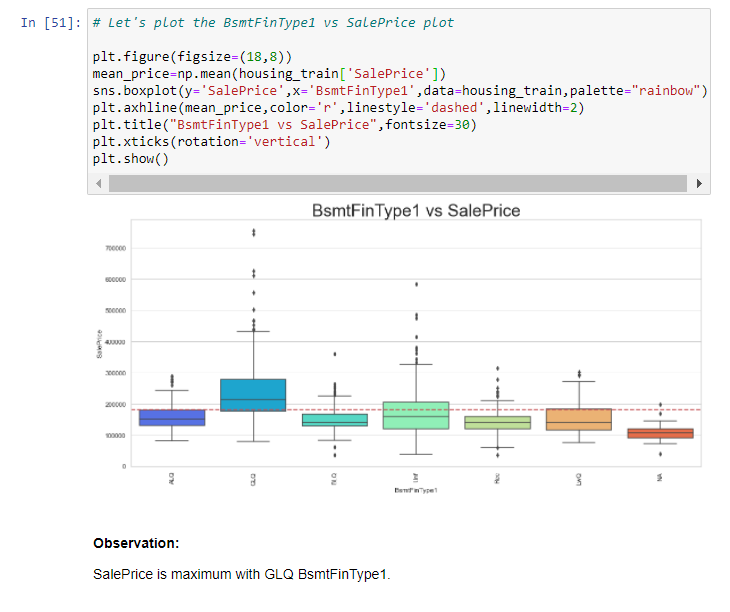 In [51]: # Let's plot the BsmtFinType1 vs SalePrice plot
plt.figure(figsize=(18,8))
mean_price=np.mean(housing_train['SalePrice'])
sns.boxplot(y='SalePrice',x='BsmtFinType1',data=housing_train,palette="rainbow")
plt.axhline(mean_price,color='r',linestyle='dashed',linewidth=2)
plt.title("BsmtFinType1 vs SalePrice",fontsize=30)
plt.xticks(rotation='vertical')
plt.show()
BsmtFinType1 vs SalePrice
700000
600000
500000
400000
300000
200000
100000
0
SalePrice
ALQ
GLQ
BLQ
Unf
Rec
LwQ
NA
BsmtFinType1
Observation:
SalePrice is maximum with GLQ BsmtFinType1.